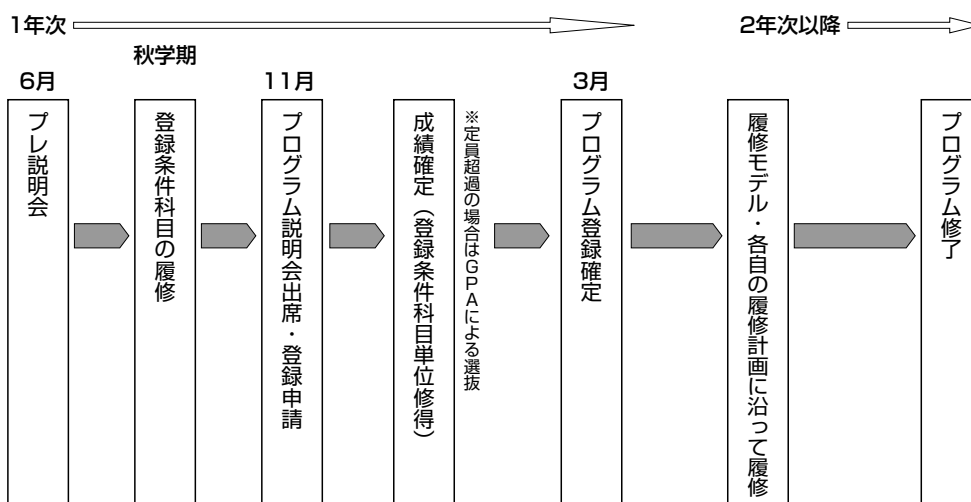 1年次
2年次以降
秋学期
6月
11月
3月
プレ説明会
登録条件科目の履修
プログラム説明会出席・登録申請
成績確定（登録条件科目単位修得）
※定員超過の場合はGPAによる選抜
プログラム登録確定
履修モデル・各自の履修計画に沿って履修
プログラム修了